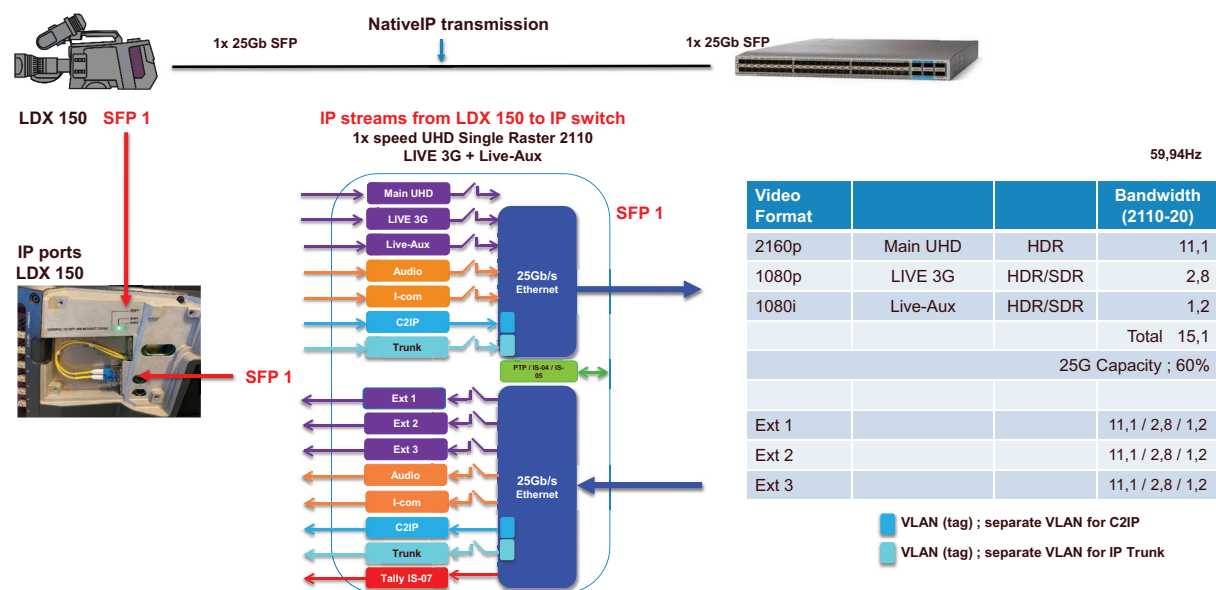 NativeIP transmission
1x 25Gb SFP
1x 25Gb SFP
LDX 150 SFP 1
IP streams from LDX 150 to IP switch
1x speed UHD Single Raster 2110
LIVE 3G + Live-Aux
IP ports
LDX 150
SFP 1
SFP 1
Main UHD
LIVE 3G
Live-Aux
Audio
I-com
C2IP
Trunk
25Gb/s
Ethernet
PTP / IS-04 / IS-
05
Ext 1
Ext 2
Ext 3
Audio
I-com
C2IP
Trunk
Tally IS-07
25Gb/s
Ethernet
59,94Hz
Video Format Bandwidth (2110-20)
2160p Main UHD HDR 11,1
1080p LIVE 3G HDR/SDR 2,8
1080i Live-Aux HDR/SDR 1,2
Total 15,1
25G Capacity ; 60%
Ext 1 11,1 / 2,8 / 1,2
Ext 2 11,1 / 2,8 / 1,2
Ext 3 11,1 / 2,8 / 1,2
VLAN (tag) ; separate VLAN for C2IP
VLAN (tag) ; separate VLAN for IP Trunk